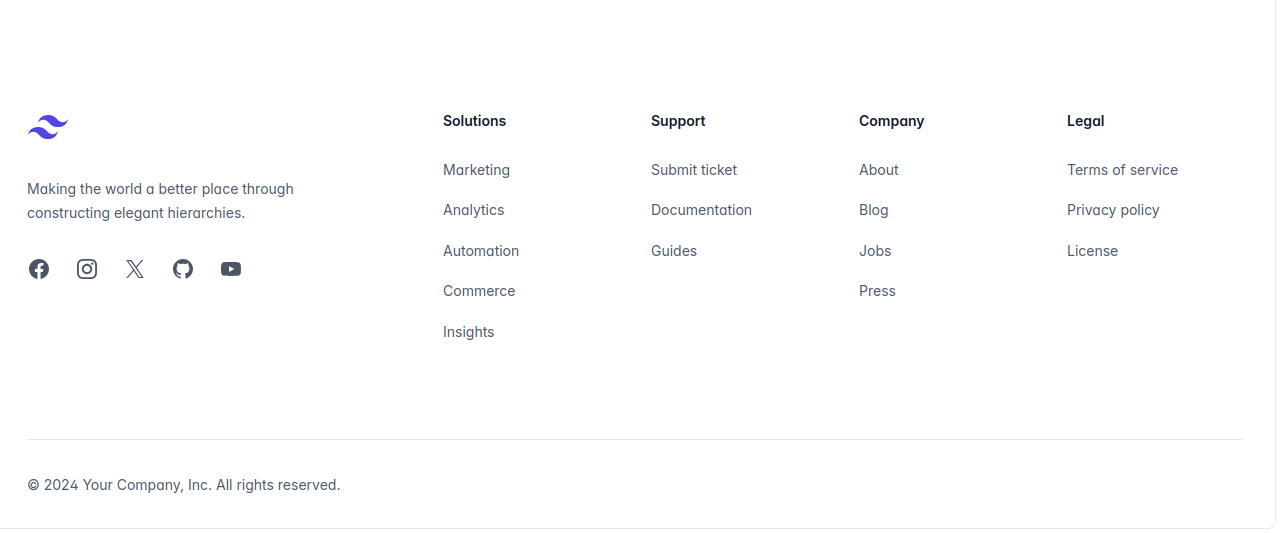 Making the world a better place through
constructing elegant hierarchies.
Solutions
Marketing
Analytics
Automation
Commerce
Insights
Support
Submit ticket
Documentation
Guides
Company
About
Blog
Jobs
Press
Legal
Terms of service
Privacy policy
License
© 2024 Your Company, Inc. All rights reserved.